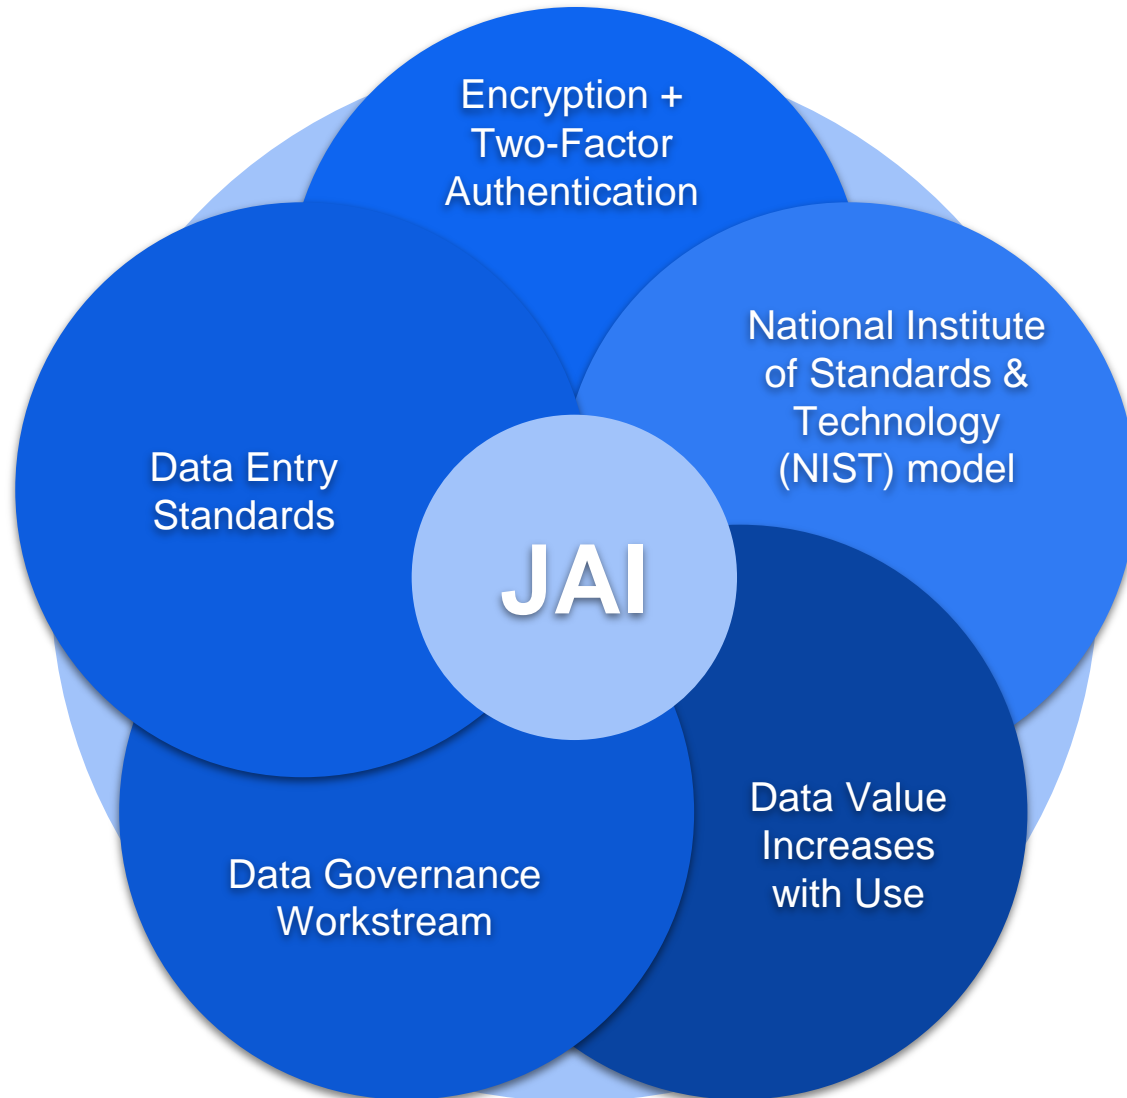 Encryption +
Two-Factor
Authentication
National Institute
of Standards &
Technology
(NIST) model
Data Entry
Standards
JAI
Data Value
Increases
with Use
Data Governance
Workstream